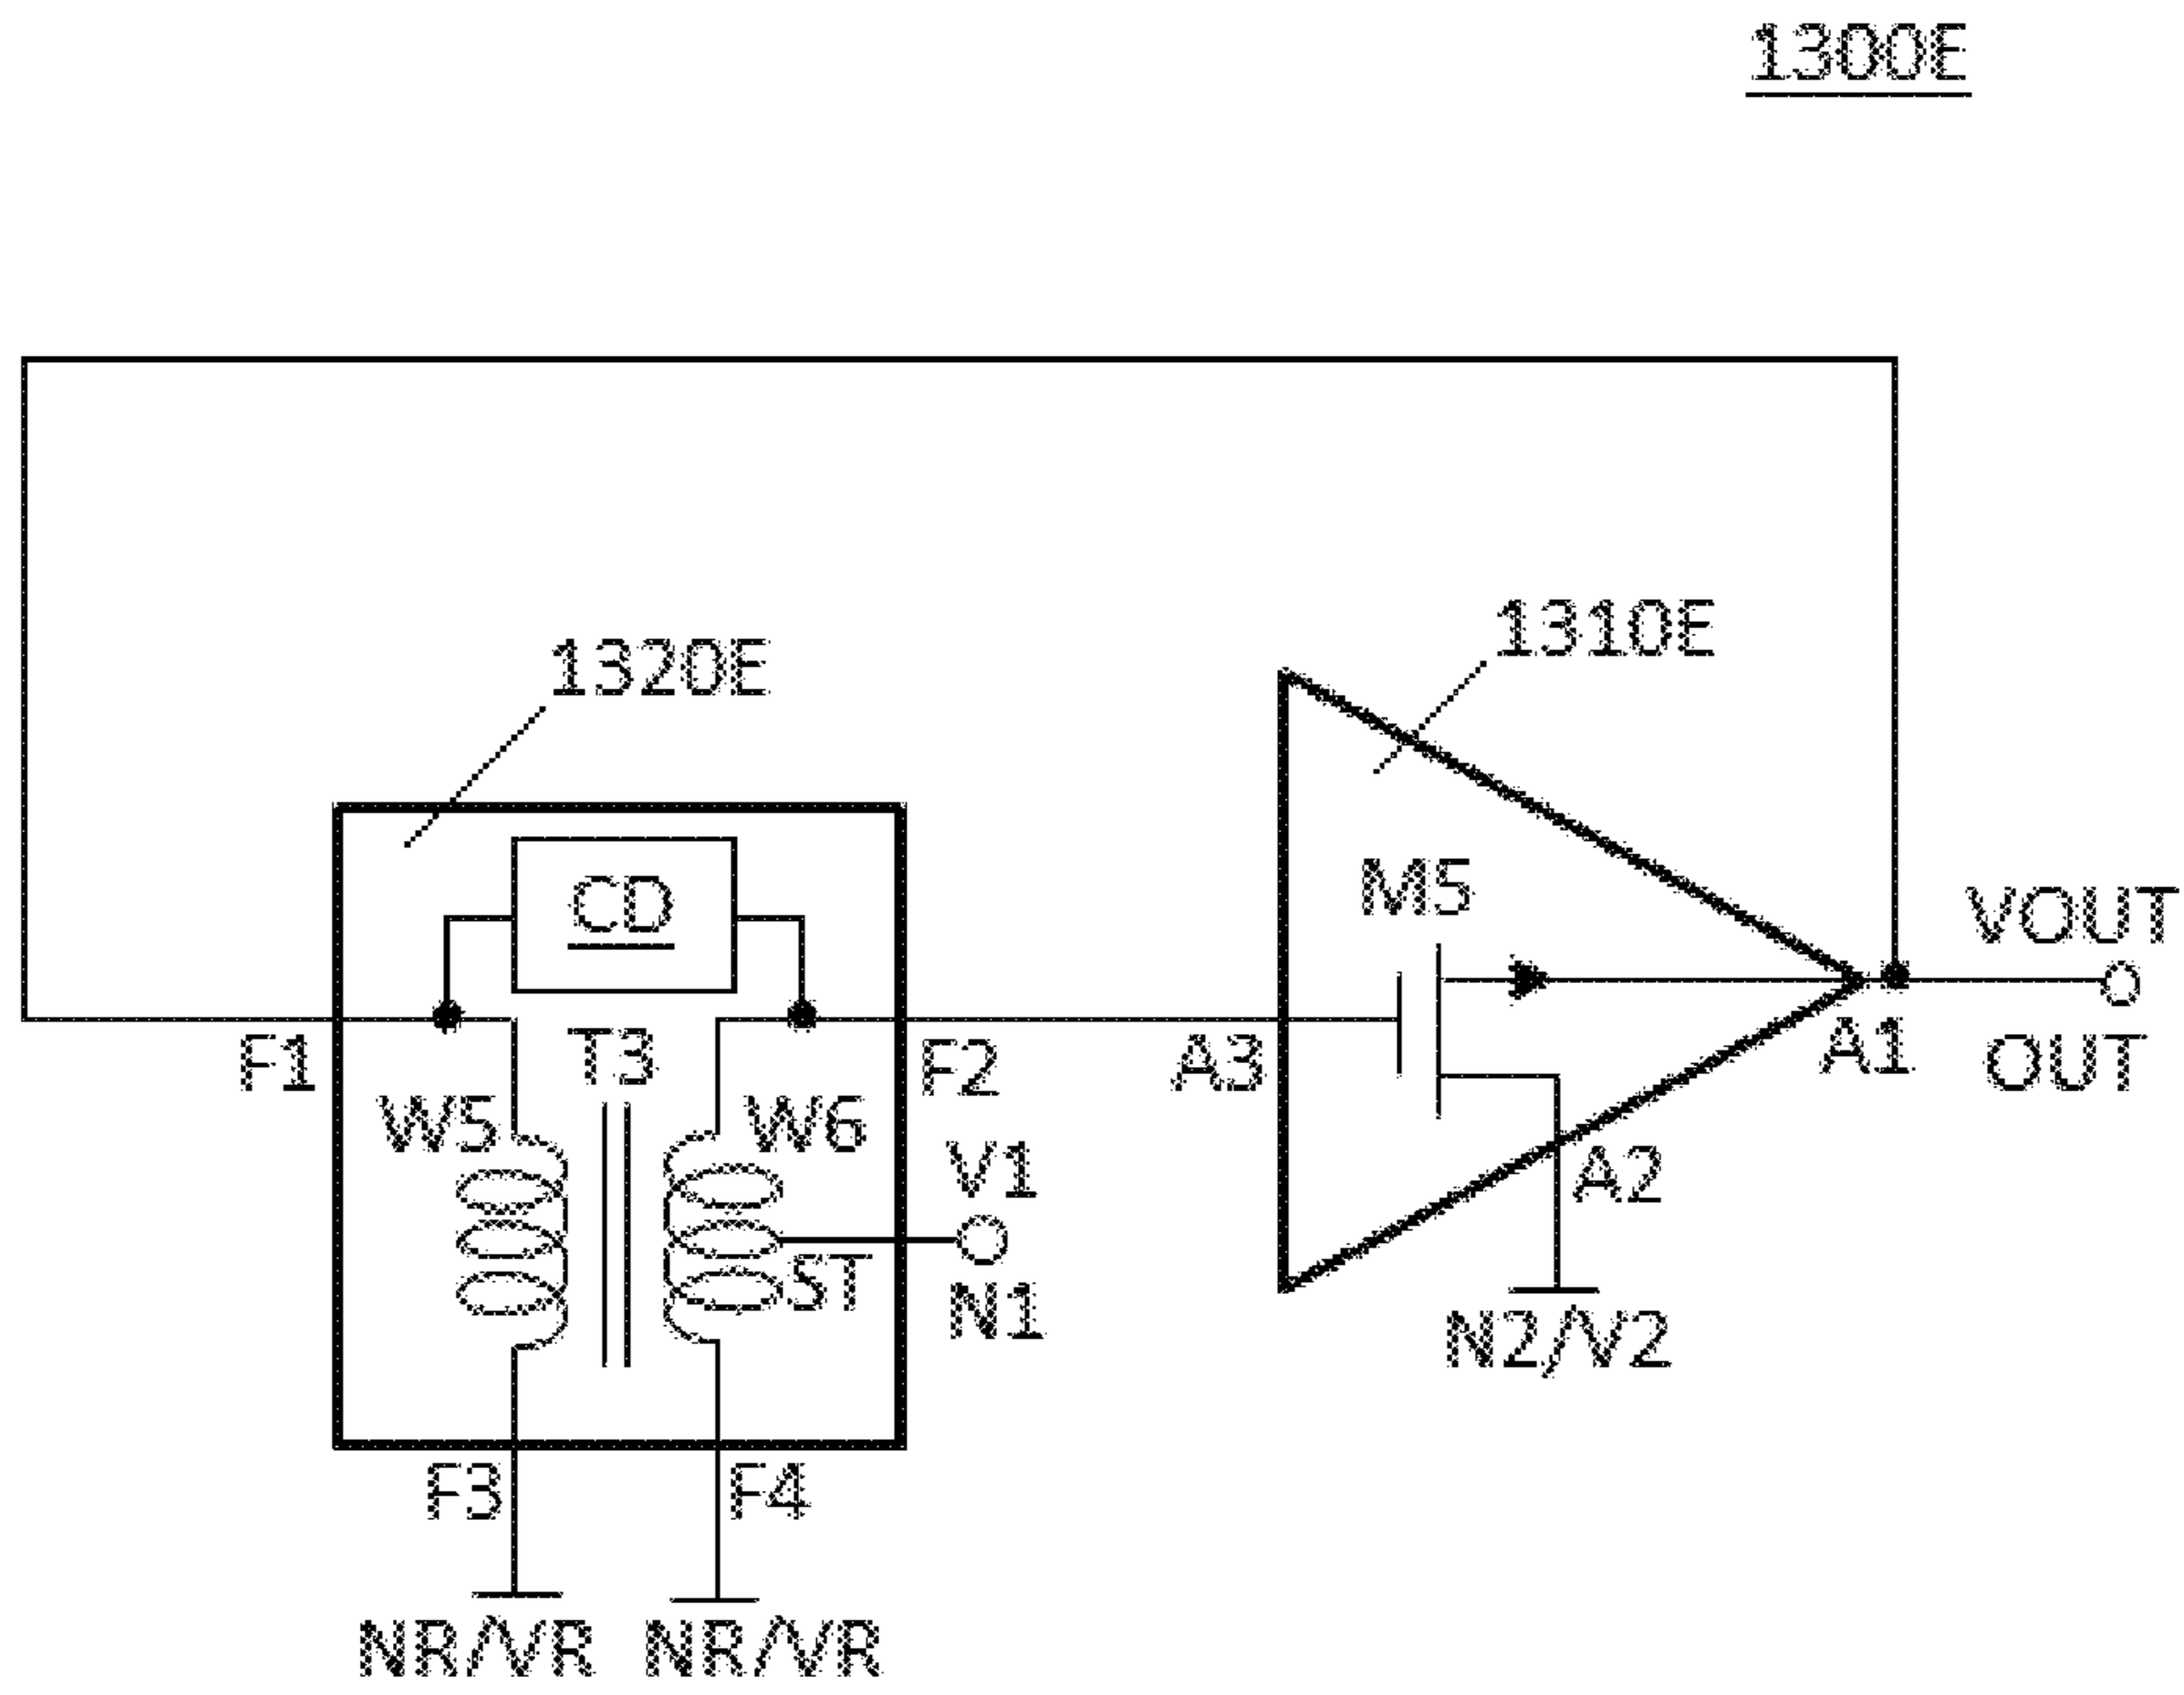 1300E
1320E
1310E
CD
M5
VOUT
F1
T3
F2
A3
A1
OUT
W5
W6
V1
A2
ST
N1
N2/V2
F3
F4
NR/VR
NR/VR